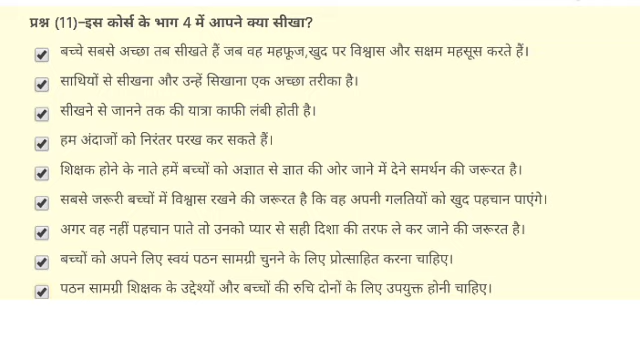 प्रश्न (11)-इस कोर्स के भाग 4 में आपने क्या सीखा?
बच्चे सबसे अच्छा तब सीखते हैं जब वह महफूज,खुद पर विश्वास और सक्षम महसूस करते हैं।
साथियों से सीखना और उन्हें सिखाना एक अच्छा तरीका है।
सीखने से जानने तक की यात्रा काफी लंबी होती है।
हम अंदाजों को निरंतर परख कर सकते हैं।
शिक्षक होने के नाते हमें बच्चों को अज्ञात से ज्ञात की ओर जाने में देने समर्थन की जरूरत है।
सबसे जरूरी बच्चों में विश्वास रखने की जरूरत है कि वह अपनी गलतियों को खुद पहचान पाएंगे।
अगर वह नहीं पहचान पाते तो उनको प्यार से सही दिशा की तरफ ले कर जाने की जरूरत है।
बच्चों को अपने लिए स्वयं पठन सामग्री चुनने के लिए प्रोत्साहित करना चाहिए।
पठन सामग्री शिक्षक के उद्देश्यों और बच्चों की रुचि दोनों के लिए उपयुक्त होनी चाहिए।